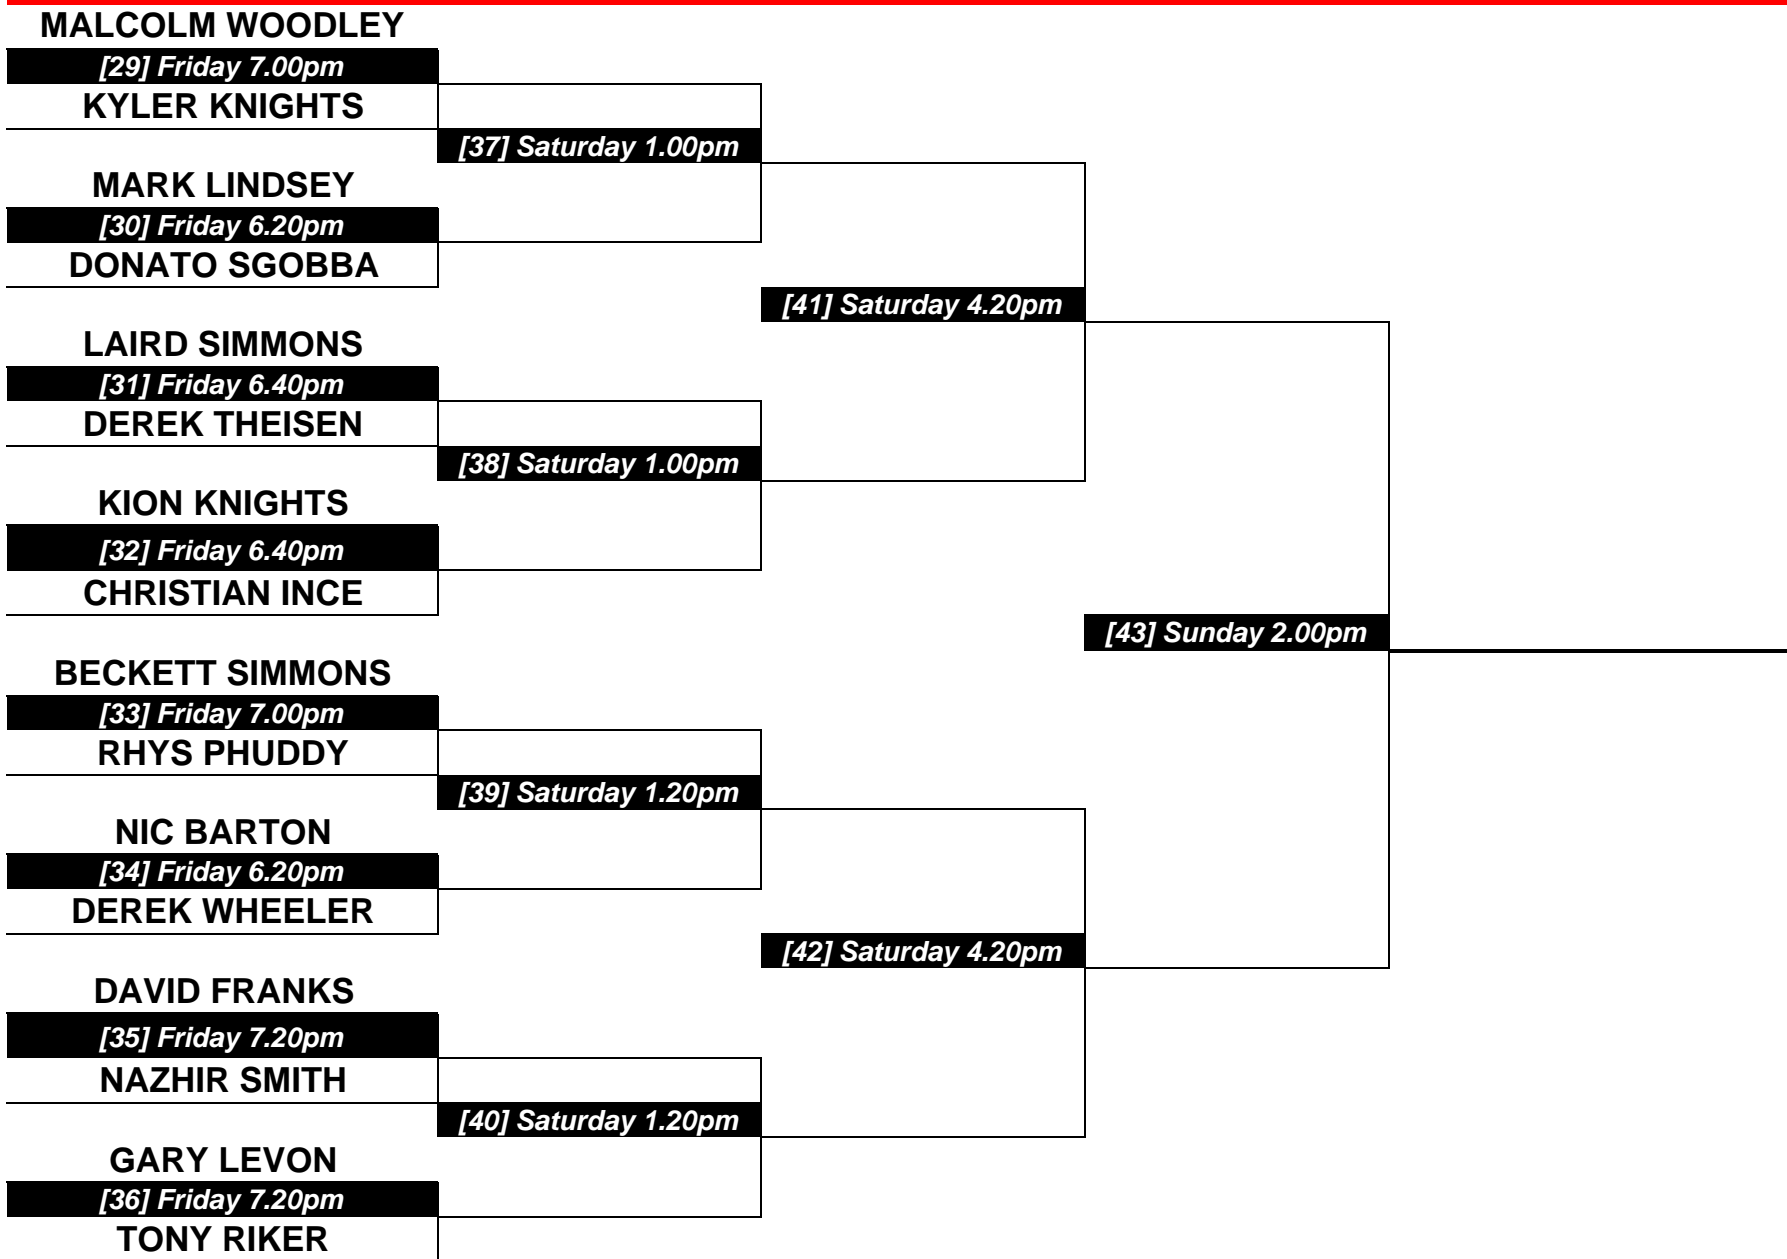 MALCOLM WOODLEY
[29] Friday 7.00pm
KYLER KNIGHTS
[37] Saturday 1.00pm
MARK LINDSEY
[30] Friday 6.20pm
DONATO SGOBBA
[41] Saturday 4.20pm
LAIRD SIMMONS
[31] Friday 6.40pm
DEREK THEISEN
[38] Saturday 1.00pm
KION KNIGHTS
[32] Friday 6.40pm
CHRISTIAN INCE
[43] Sunday 2.00pm
BECKETT SIMMONS
[33] Friday 7.00pm
RHYS PHUDDY
[39] Saturday 1.20pm
NIC BARTON
[34] Friday 6.20pm
DEREK WHEELER
[42] Saturday 4.20pm
DAVID FRANKS
[35] Friday 7.20pm
NAZHIR SMITH
[40] Saturday 1.20pm
GARY LEVON
[36] Friday 7.20pm
TONY RIKER